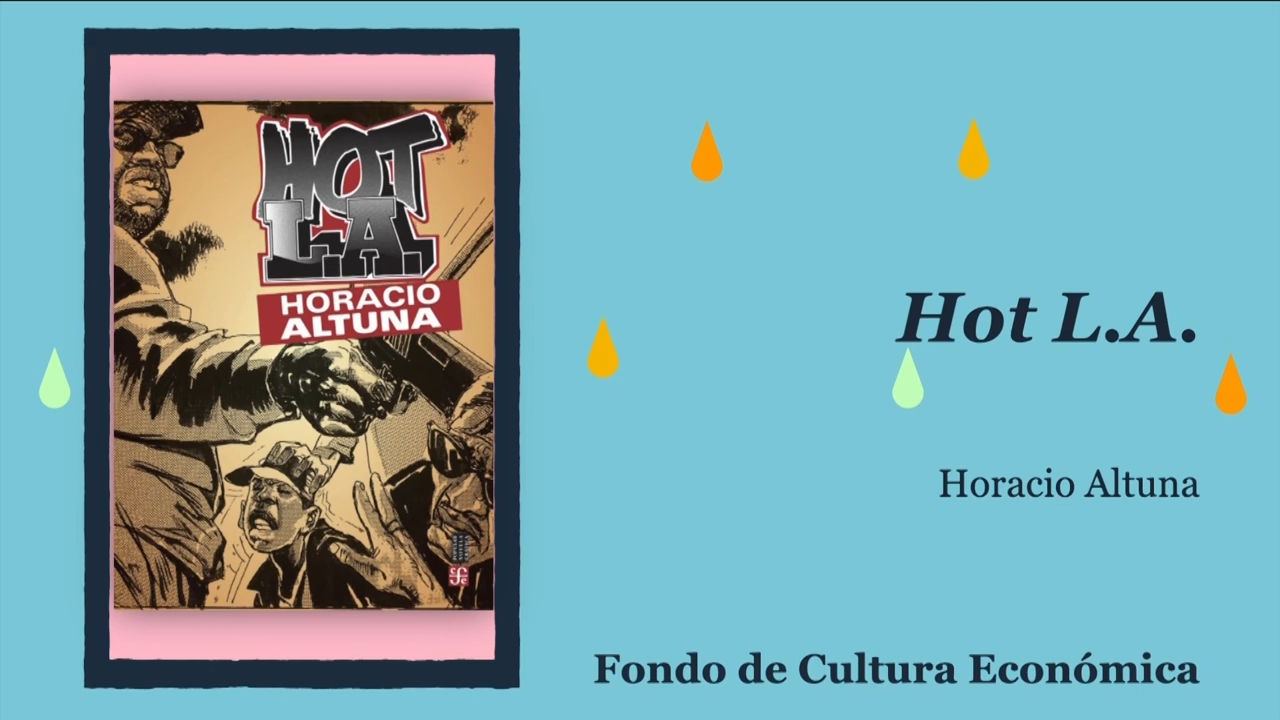 HOT
L.A.
HORACIO
ALTUNA
Hot L.A.
Horacio Altuna
Fondo de Cultura Económica